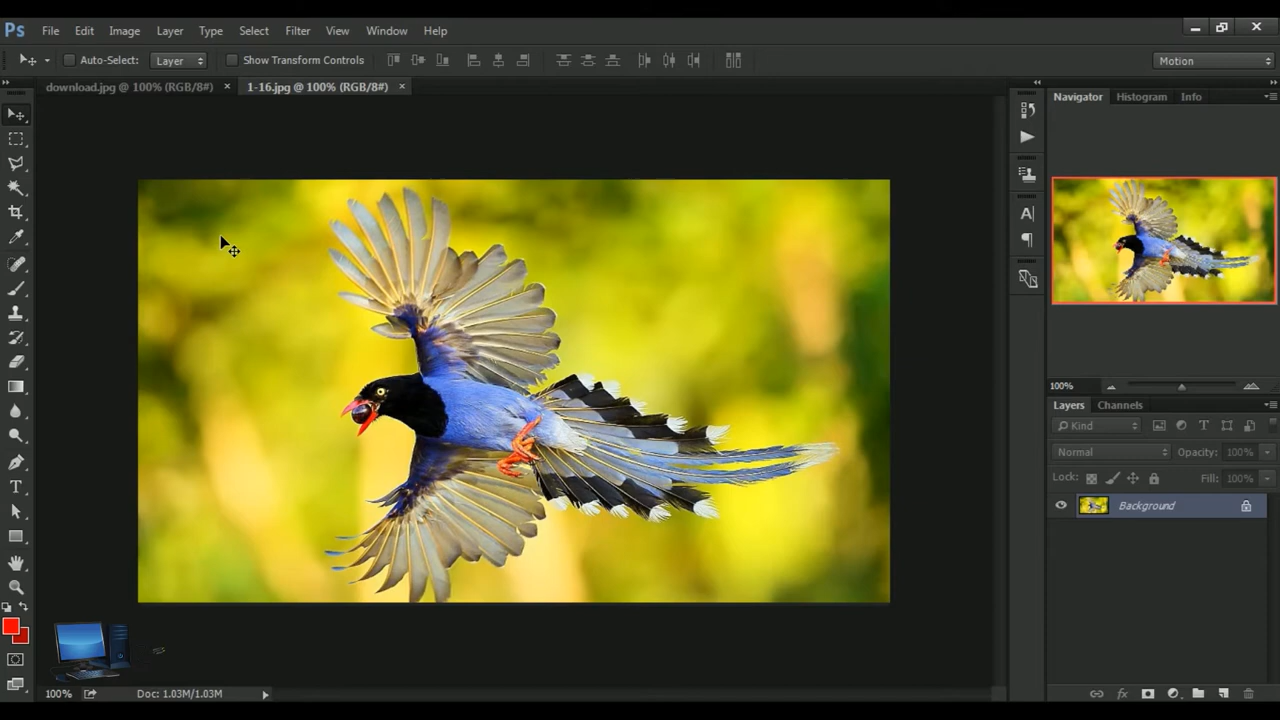 Ps File Edit Image Layer Type Select Filter View Window Help
Auto-Select: Layer Show Transform Controls Motion
download.jpg @ 100% (RGB/8#) × 1-16.jpg @ 100% (RGB/8#) ×
Navigator Histogram Info
100%
Layers Channels
Kind
Normal Opacity: 100%
Lock: Fill: 100%
Background
100% Doc: 1.03M/1.03M